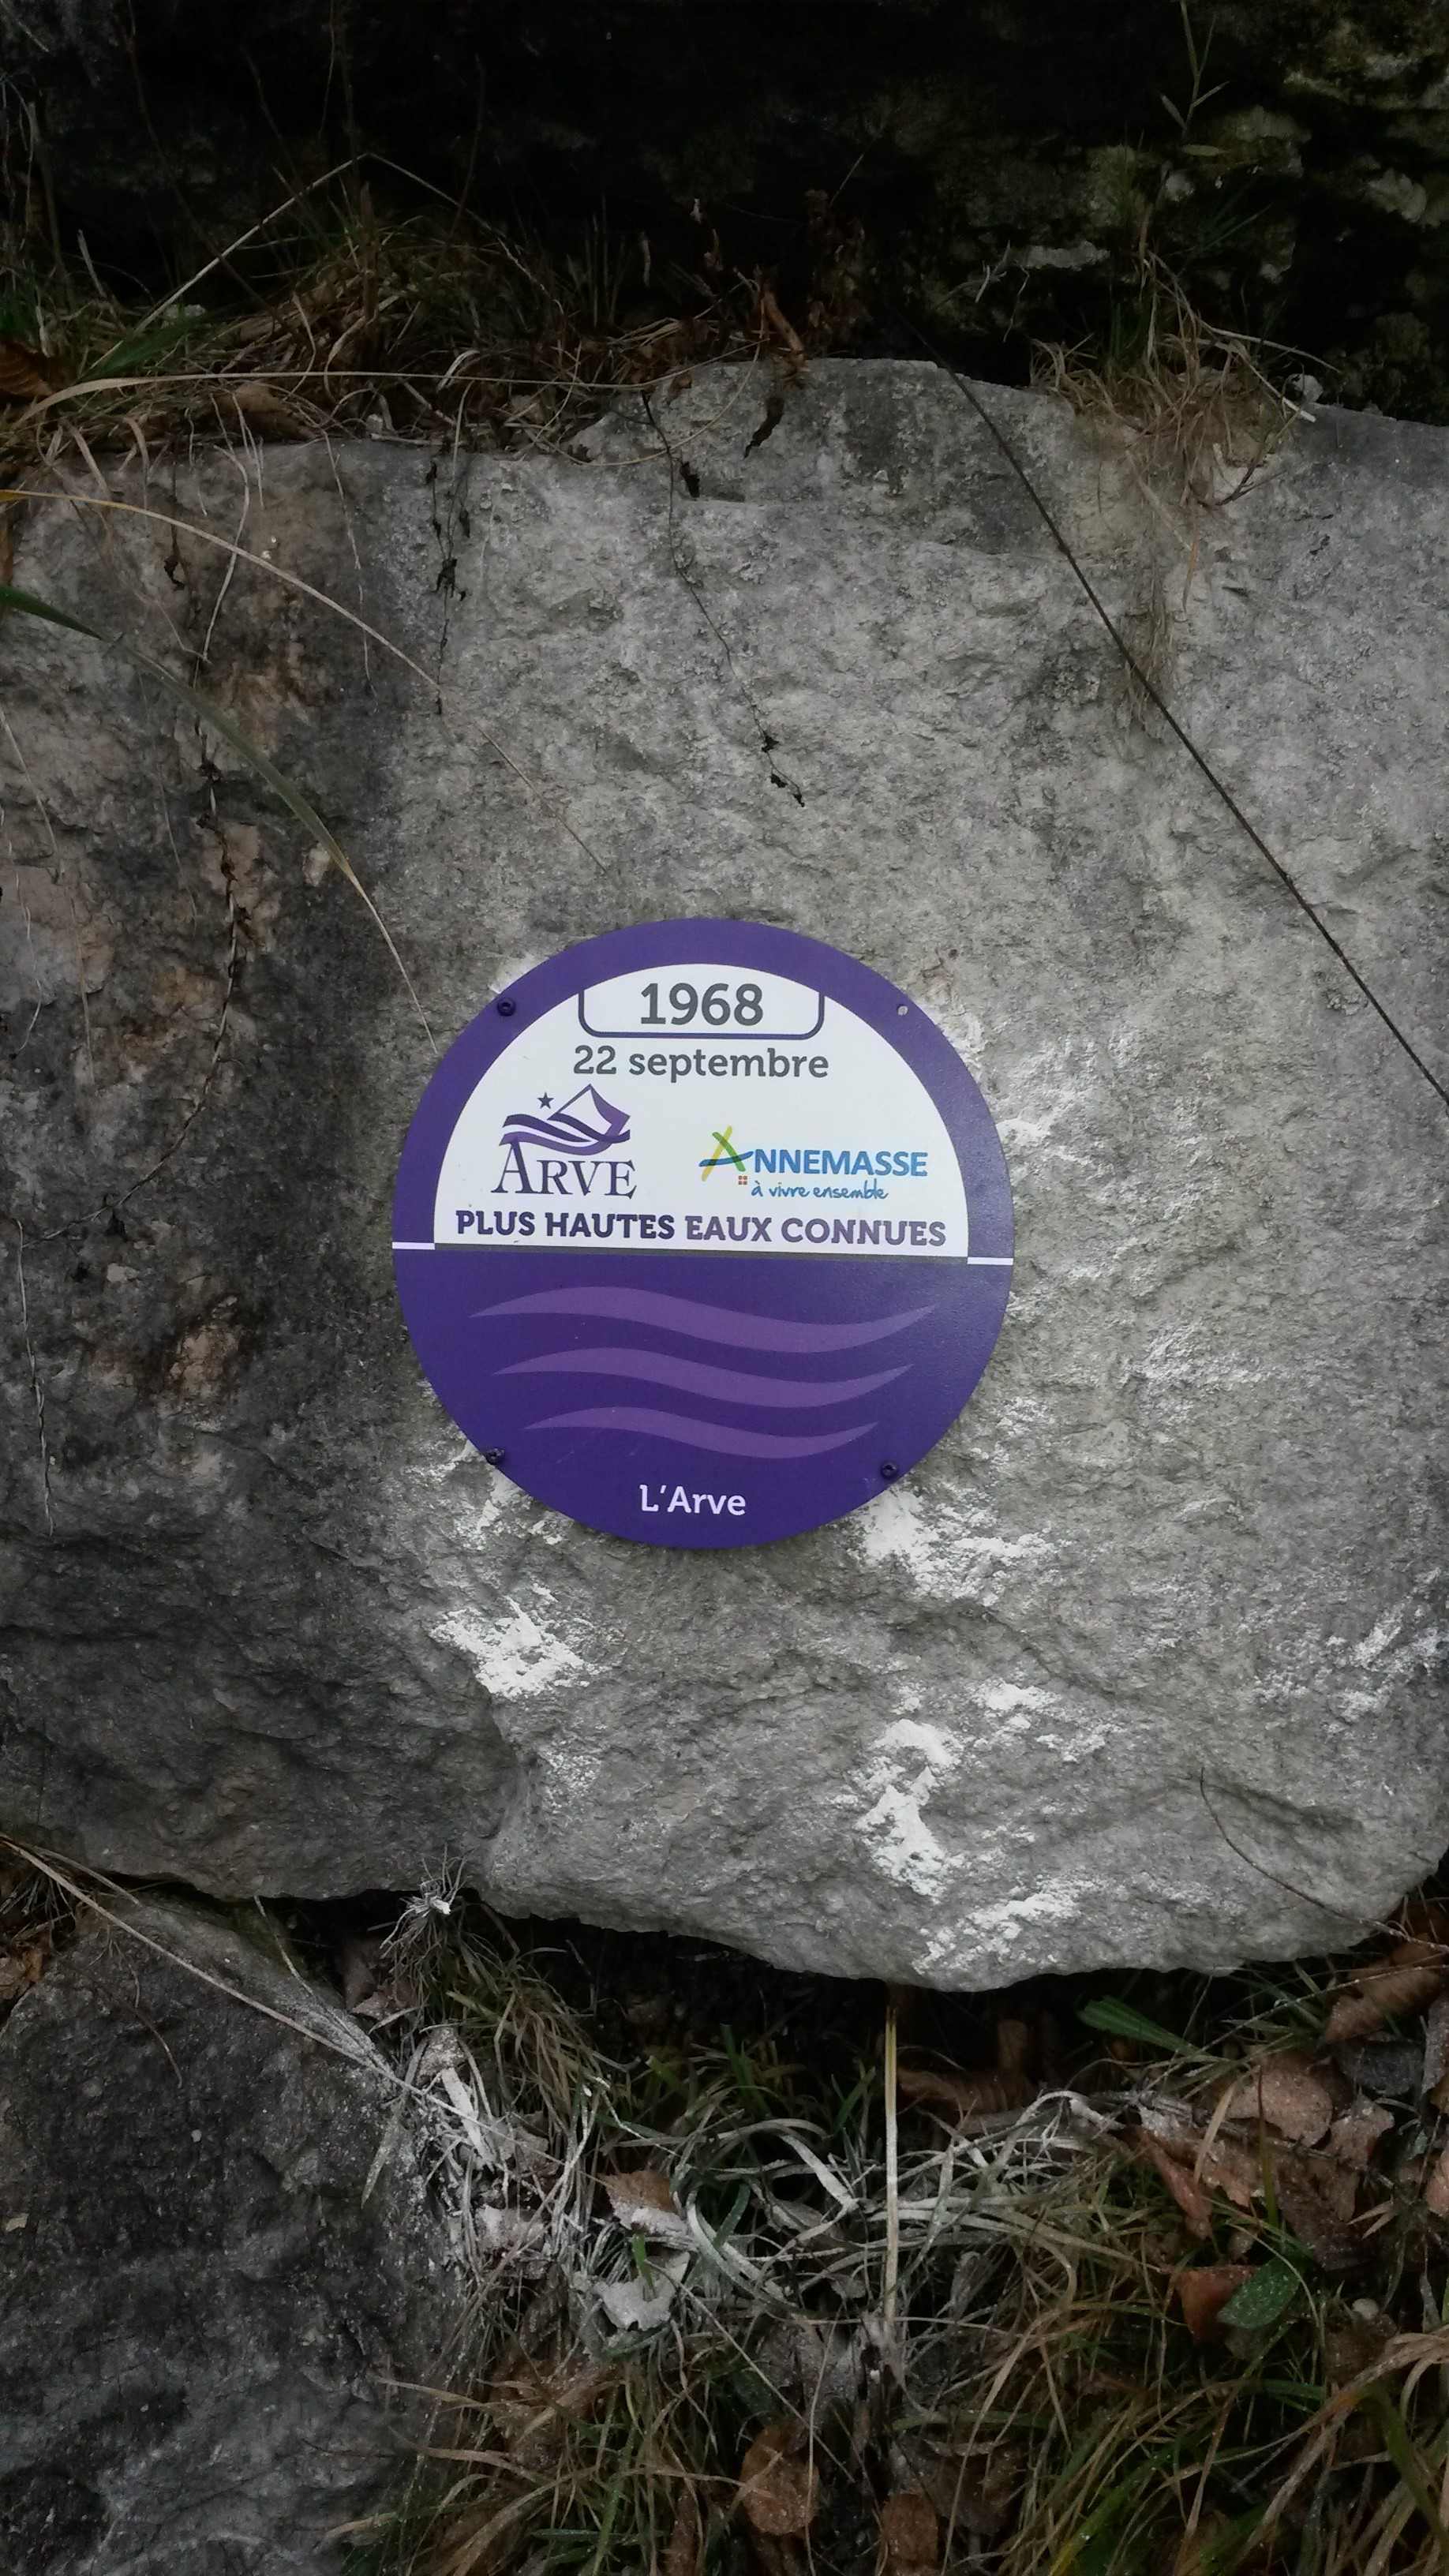 1968
22 septembre
ARVE
ANNEMASSE
à vivre ensemble
PLUS HAUTES EAUX CONNUES
L'Arve